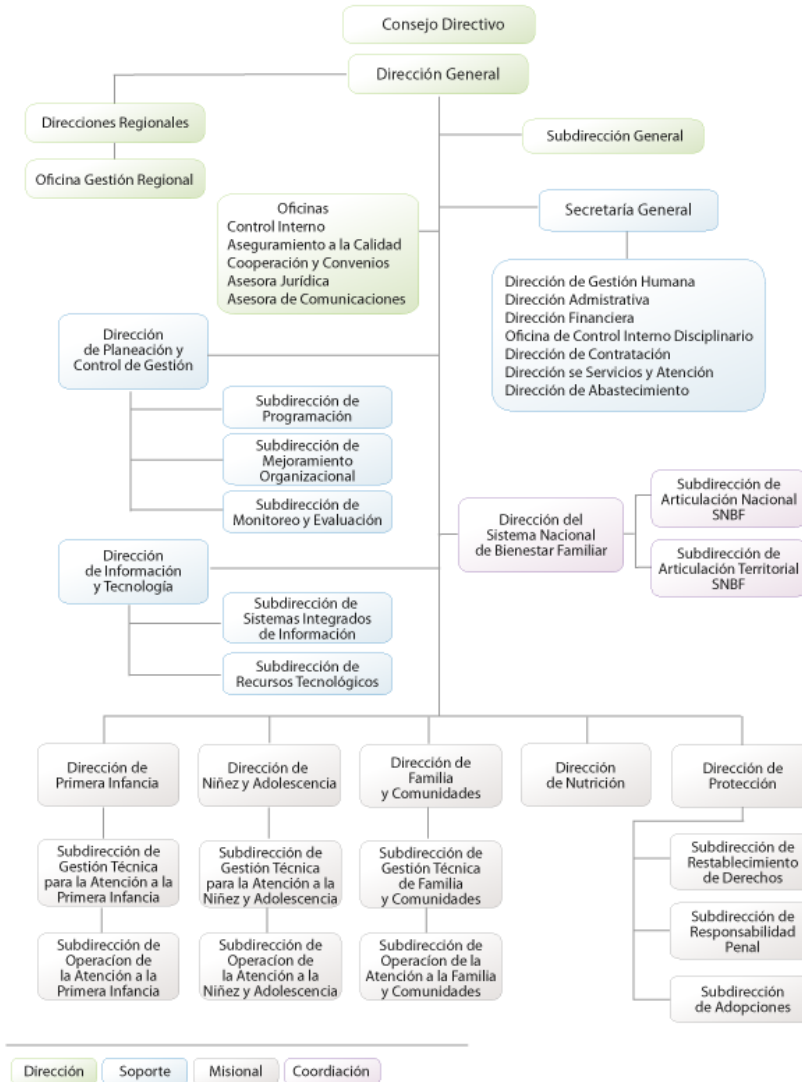 Consejo Directivo
Dirección General
Direcciones Regionales
Subdirección General
Oficina Gestión Regional
Oficinas
Control Interno
Aseguramiento a la Calidad
Cooperación y Convenios
Asesora Jurídica
Asesora de Comunicaciones
Secretaría General
Dirección de Gestión Humana
Dirección Admistrativa
Dirección Financiera
Oficina de Control Interno Disciplinario
Dirección de Contratación
Dirección se Servicios y Atención
Dirección de Abastecimiento
Dirección
de Planeación y
Control de Gestión
Subdirección de
Programación
Subdirección de
Mejoramiento
Organizacional
Subdirección de
Monitoreo y Evaluación
Dirección del
Sistema Nacional
de Bienestar Familiar
Subdirección de
Articulación Nacional
SNBF
Subdirección de
Articulación Territorial
SNBF
Dirección
de Información
y Tecnología
Subdirección de
Sistemas Integrados
de Información
Subdirección de
Recursos Tecnológicos
Dirección de
Primera Infancia
Dirección de
Niñez y Adolescencia
Dirección de
Familia
y Comunidades
Dirección
de Nutrición
Dirección de
Protección
Subdirección de
Gestión Técnica
para la Atención a la
Primera Infancia
Subdirección de
Gestión Técnica
para la Atención a la
Niñez y Adolescencia
Subdirección de
Gestión Técnica
de Familia
y Comunidades
Subdirección de
Restablecimiento
de Derechos
Subdirección de
Operacíon de
la Atención a la
Primera Infancia
Subdirección de
Operacíon de
la Atención a la
Niñez y Adolescencia
Subdirección de
Operacíon de la
Atención a la Familia
y Comunidades
Subdirección de
Responsabilidad
Penal
Subdirección
de Adopciones
Dirección
Soporte
Misional
Coordiación